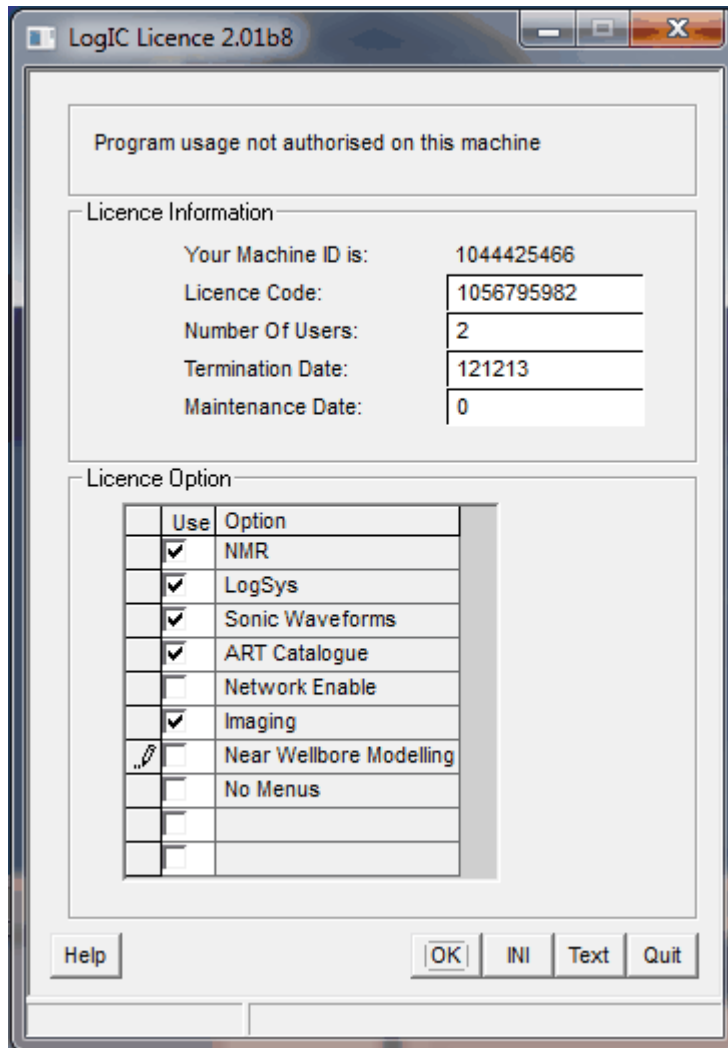 LogIC Licence 2.01b8
Program usage not authorised on this machine
Licence Information
Your Machine ID is: 1044425466
Licence Code: 1056795982
Number Of Users: 2
Termination Date: 121213
Maintenance Date: 0
Licence Option
Use Option
NMR
LogSys
Sonic Waveforms
ART Catalogue
Network Enable
Imaging
Near Wellbore Modelling
No Menus
Help OK INI Text Quit